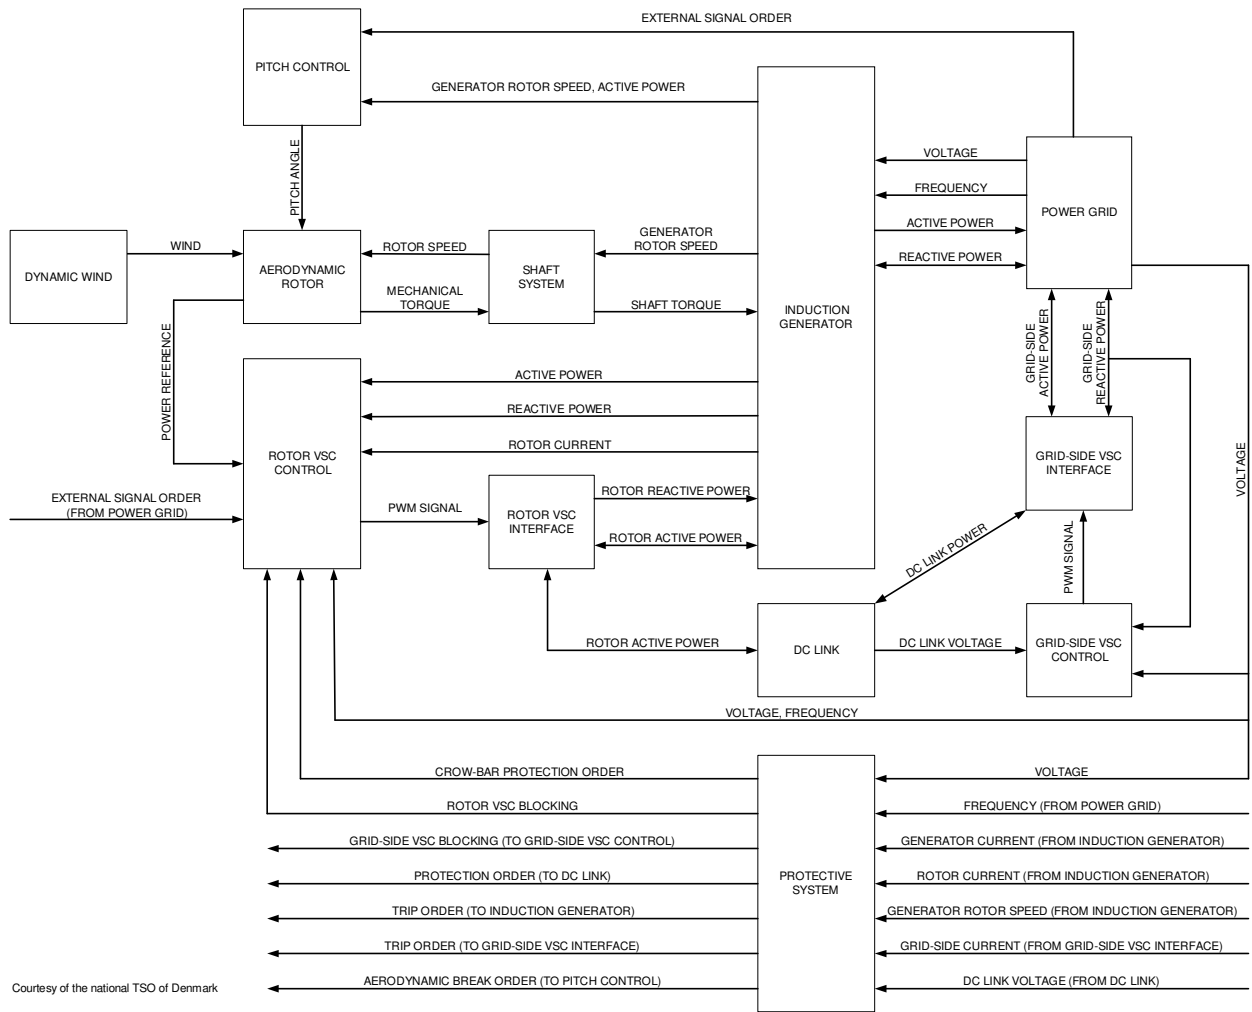 EXTERNAL SIGNAL ORDER
PITCH CONTROL
GENERATOR ROTOR SPEED, ACTIVE POWER
PITCH ANGLE
VOLTAGE
FREQUENCY
ACTIVE POWER
REACTIVE POWER
POWER GRID
DYNAMIC WIND
WIND
AERODYNAMIC
ROTOR
ROTOR SPEED
MECHANICAL
TORQUE
SHAFT
SYSTEM
GENERATOR
ROTOR SPEED
SHAFT TORQUE
INDUCTION
GENERATOR
GRID-SIDE
ACTIVE POWER
GRID-SIDE
REACTIVE POWER
POWER REFERENCE
ACTIVE POWER
REACTIVE POWER
ROTOR CURRENT
ROTOR VSC
CONTROL
EXTERNAL SIGNAL ORDER
(FROM POWER GRID)
PWM SIGNAL
ROTOR VSC
INTERFACE
ROTOR REACTIVE POWER
ROTOR ACTIVE POWER
GRID-SIDE VSC
INTERFACE
VOLTAGE
DC LINK POWER
PWM SIGNAL
ROTOR ACTIVE POWER
DC LINK
DC LINK VOLTAGE
GRID-SIDE VSC
CONTROL
VOLTAGE, FREQUENCY
CROW-BAR PROTECTION ORDER
ROTOR VSC BLOCKING
GRID-SIDE VSC BLOCKING (TO GRID-SIDE VSC CONTROL)
PROTECTION ORDER (TO DC LINK)
TRIP ORDER (TO INDUCTION GENERATOR)
TRIP ORDER (TO GRID-SIDE VSC INTERFACE)
AERODYNAMIC BREAK ORDER (TO PITCH CONTROL)
PROTECTIVE
SYSTEM
VOLTAGE
FREQUENCY (FROM POWER GRID)
GENERATOR CURRENT (FROM INDUCTION GENERATOR)
ROTOR CURRENT (FROM INDUCTION GENERATOR)
GENERATOR ROTOR SPEED (FROM INDUCTION GENERATOR)
GRID-SIDE CURRENT (FROM GRID-SIDE VSC INTERFACE)
DC LINK VOLTAGE (FROM DC LINK)
Courtesy of the national TSO of Denmark